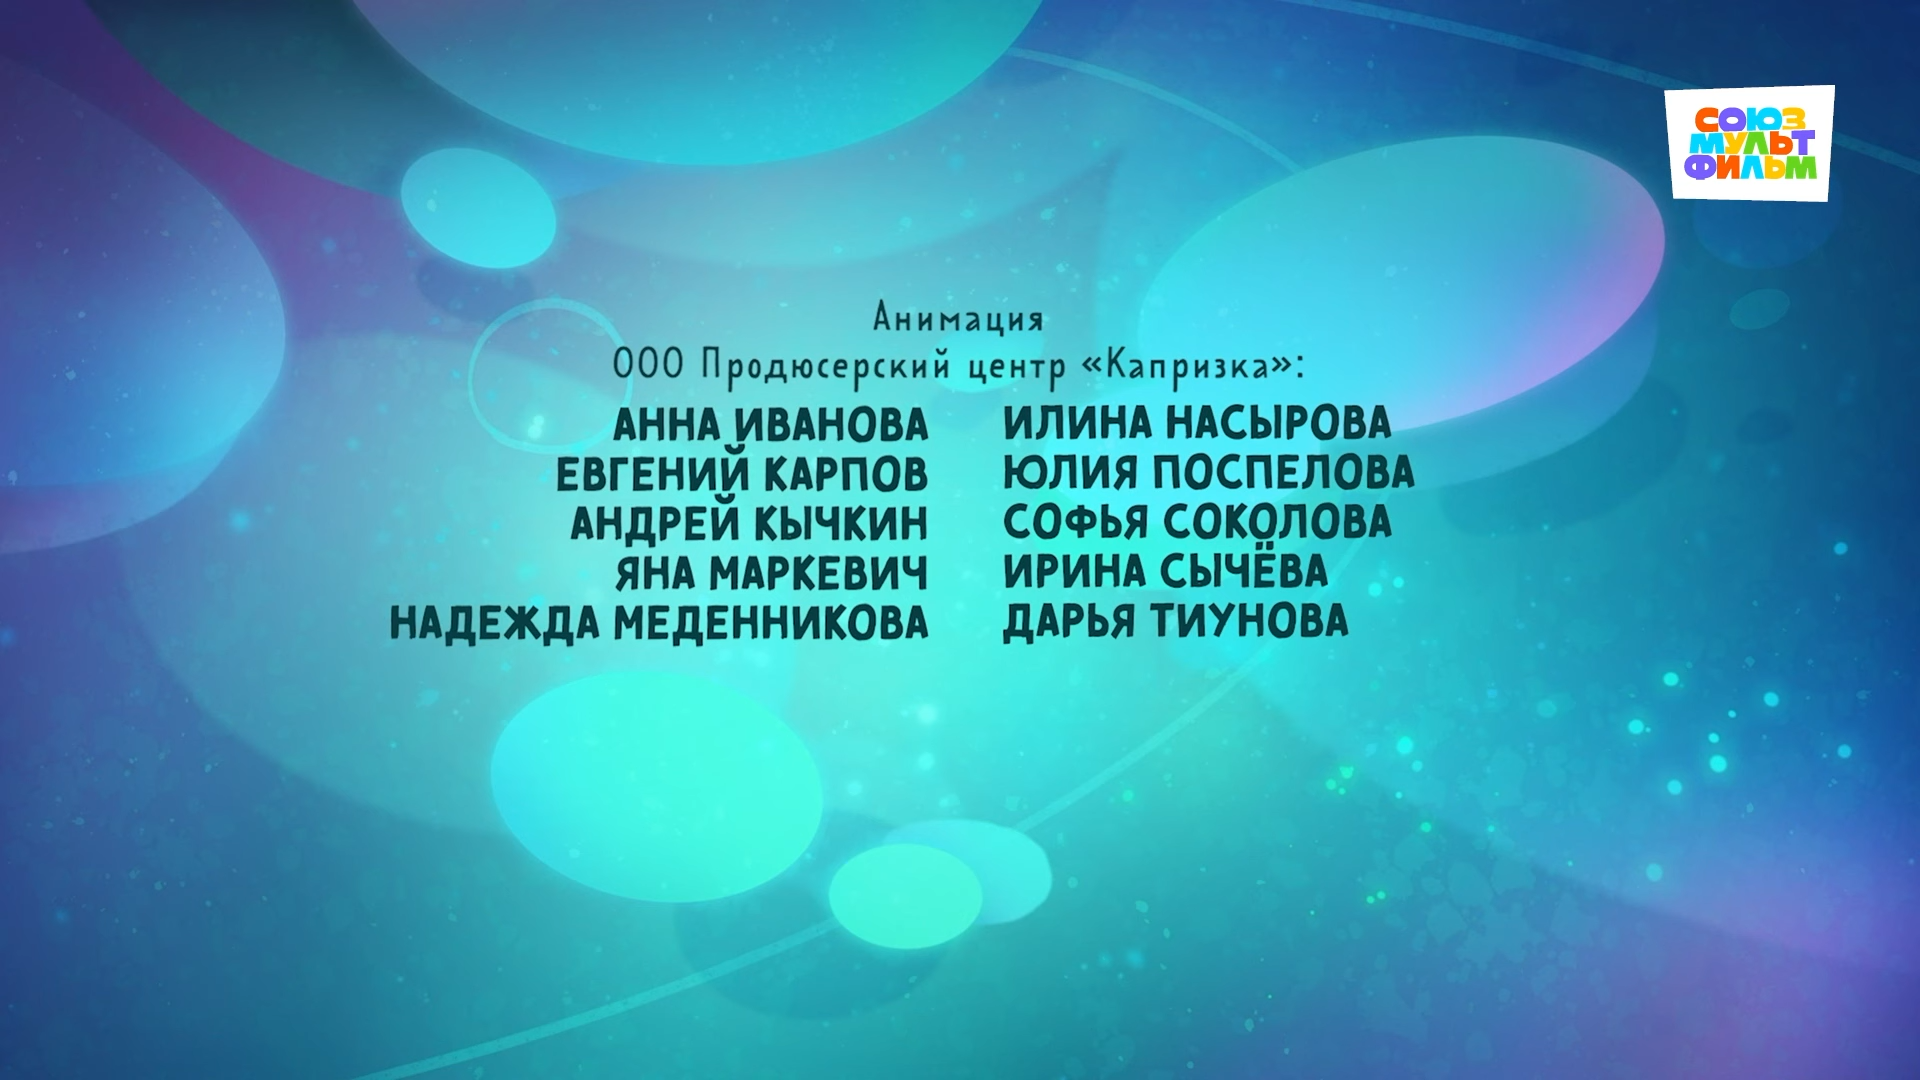 СОЮЗ
МУЛЬТ
ФИЛЬМ
Анимация
ООО Продюсерский центр «Капризка»:
АННА ИВАНОВА
ЕВГЕНИЙ КАРПОВ
АНДРЕЙ КЫЧКИН
ЯНА МАРКЕВИЧ
НАДЕЖДА МЕДЕННИКОВА
ИЛИНА НАСЫРОВА
ЮЛИЯ ПОСПЕЛОВА
СОФЬЯ СОКОЛОВА
ИРИНА СЫЧЁВА
ДАРЬЯ ТИУНОВА